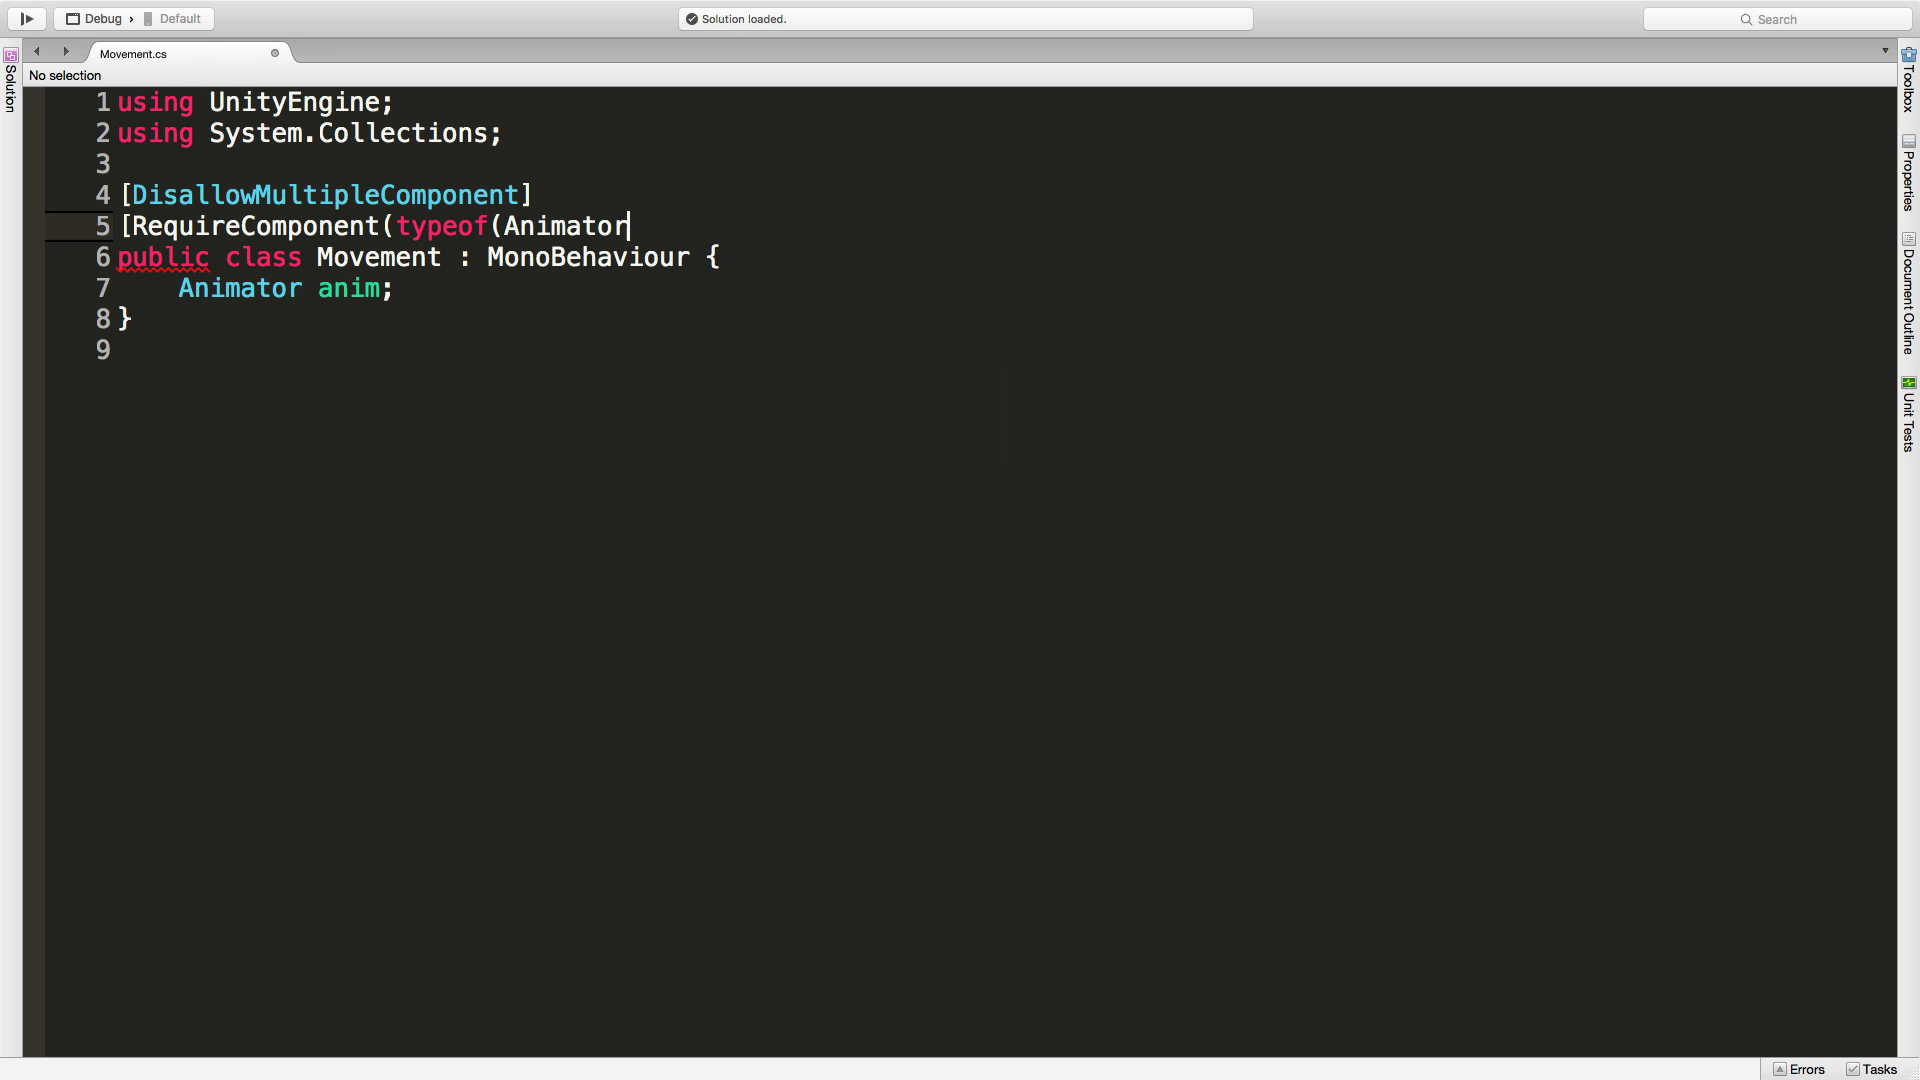 Debug › Default
Solution loaded.
Search
Movement.cs
No selection
Solution
1 using UnityEngine;
2 using System.Collections;
3
4 [DisallowMultipleComponent]
5 [RequireComponent(typeof(Animator
6 public class Movement : MonoBehaviour {
7     Animator anim;
8 }
9
Toolbox
Properties
Document Outline
Unit Tests
Errors
Tasks